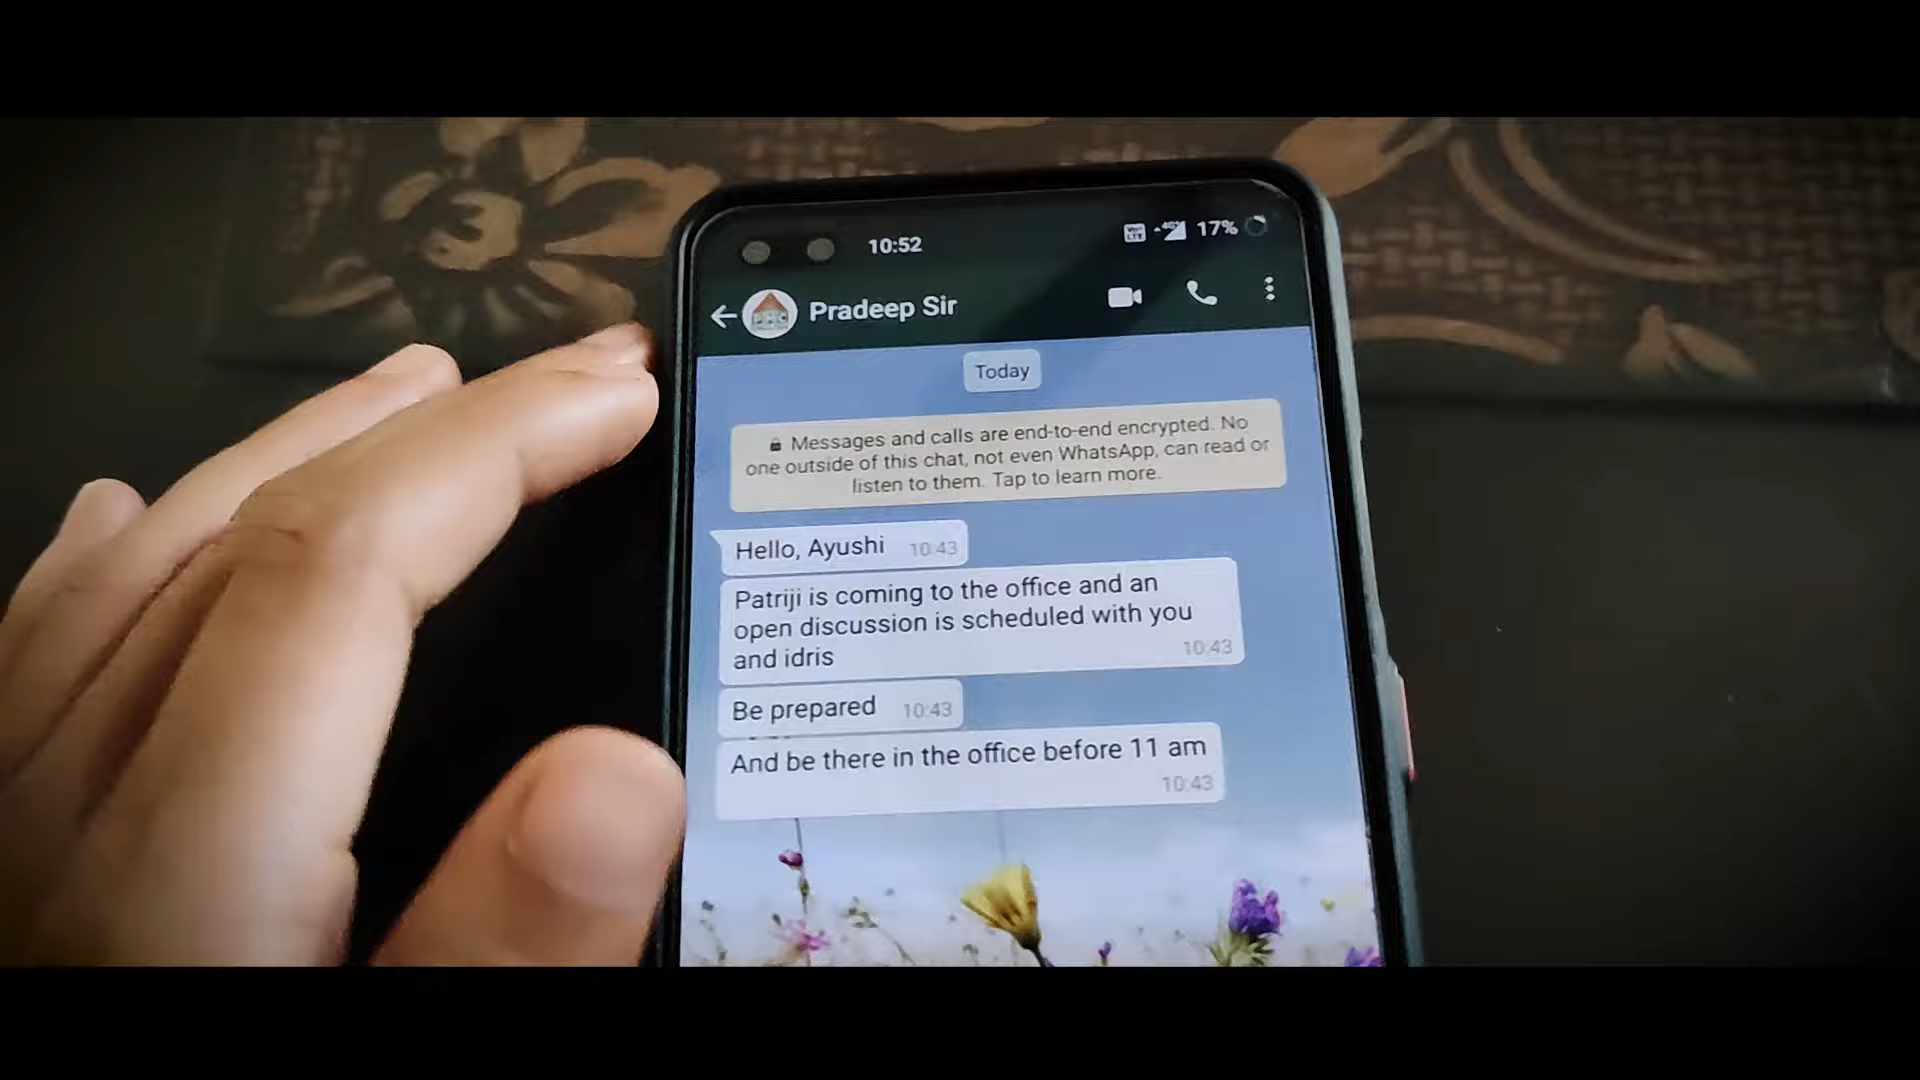 10:52
VoLTE 4G 17%
Pradeep Sir
Today
Messages and calls are end-to-end encrypted. No
one outside of this chat, not even WhatsApp, can read or
listen to them. Tap to learn more.
Hello, Ayushi 10:43
Patriji is coming to the office and an
open discussion is scheduled with you
and idris 10:43
Be prepared 10:43
And be there in the office before 11 am
10:43